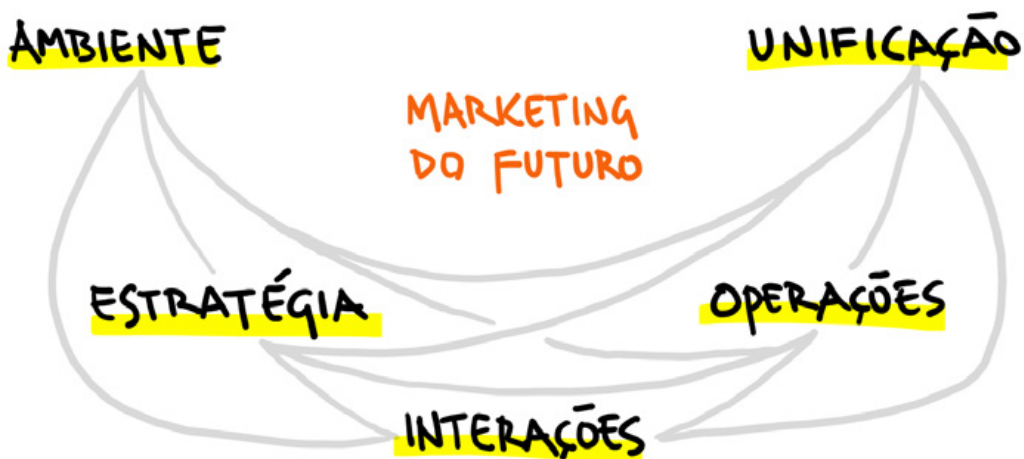 AMBIENTE
UNIFICAÇÃO
MARKETING
DO FUTURO
ESTRATÉGIA
OPERAÇÕES
INTERAÇÕES